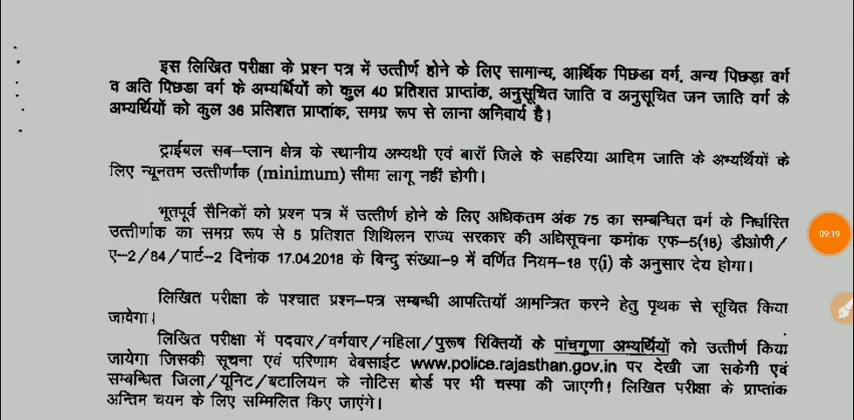 इस लिखित परीक्षा के प्रश्न पत्र में उत्तीर्ण होने के लिए सामान्य, आर्थिक पिछडा वर्ग, अन्य पिछड़ा वर्ग
व अति पिछडा वर्ग के अभ्यर्थियों को कुल 40 प्रतिशत प्राप्तांक, अनुसूचित जाति व अनुसूचित जन जाति वर्ग के
अभ्यर्थियों को कुल 36 प्रतिशत प्राप्तांक, समग्र रूप से लाना अनिवार्य है।
ट्राईबल सब–प्लान क्षेत्र के स्थानीय अभ्यथी एवं बारॉ जिले के सहरिया आदिम जाति के अभ्यर्थियों के
लिए न्यूनतम उत्तीर्णांक (minimum) सीमा लागू नहीं होगी।
भूतपूर्व सैनिकों को प्रश्न पत्र में उत्तीर्ण होने के लिए अधिकतम अंक 75 का सम्बन्धित वर्ग के निर्धारित
उत्तीर्णाक का समग्र रूप से 5 प्रतिशत शिथिलन राज्य सरकार की अधिसूचना कमांक एफ–5(18) डीओपी/
ए–2/84/पार्ट–2 दिनांक 17.04.2018 के बिन्दु संख्या–9 में वर्णित नियम–18 ए(i) के अनुसार देय होगा।
09:19
लिखित परीक्षा के पश्चात प्रश्न–पत्र सम्बन्धी आपत्तियॉ आमन्त्रित करने हेतु पृथक से सूचित किया
जावेगा।
लिखित परीक्षा में पदवार/वर्गवार/महिला/पुरूष रिक्तियों के पांचगुणा अभ्यर्थियों को उत्तीर्ण किया
जायेगा जिसकी सूचना एवं परिणाम वेबसाईट www.police.rajasthan.gov.in पर देखी जा सकेगी एवं
सम्बन्धित जिला/यूनिट/बटालियन के नोटिस बोर्ड पर भी चस्पा की जाएगी! लिखित परीक्षा के प्राप्तांक
अन्तिम चयन के लिए सम्मिलित किए जाएंगे।